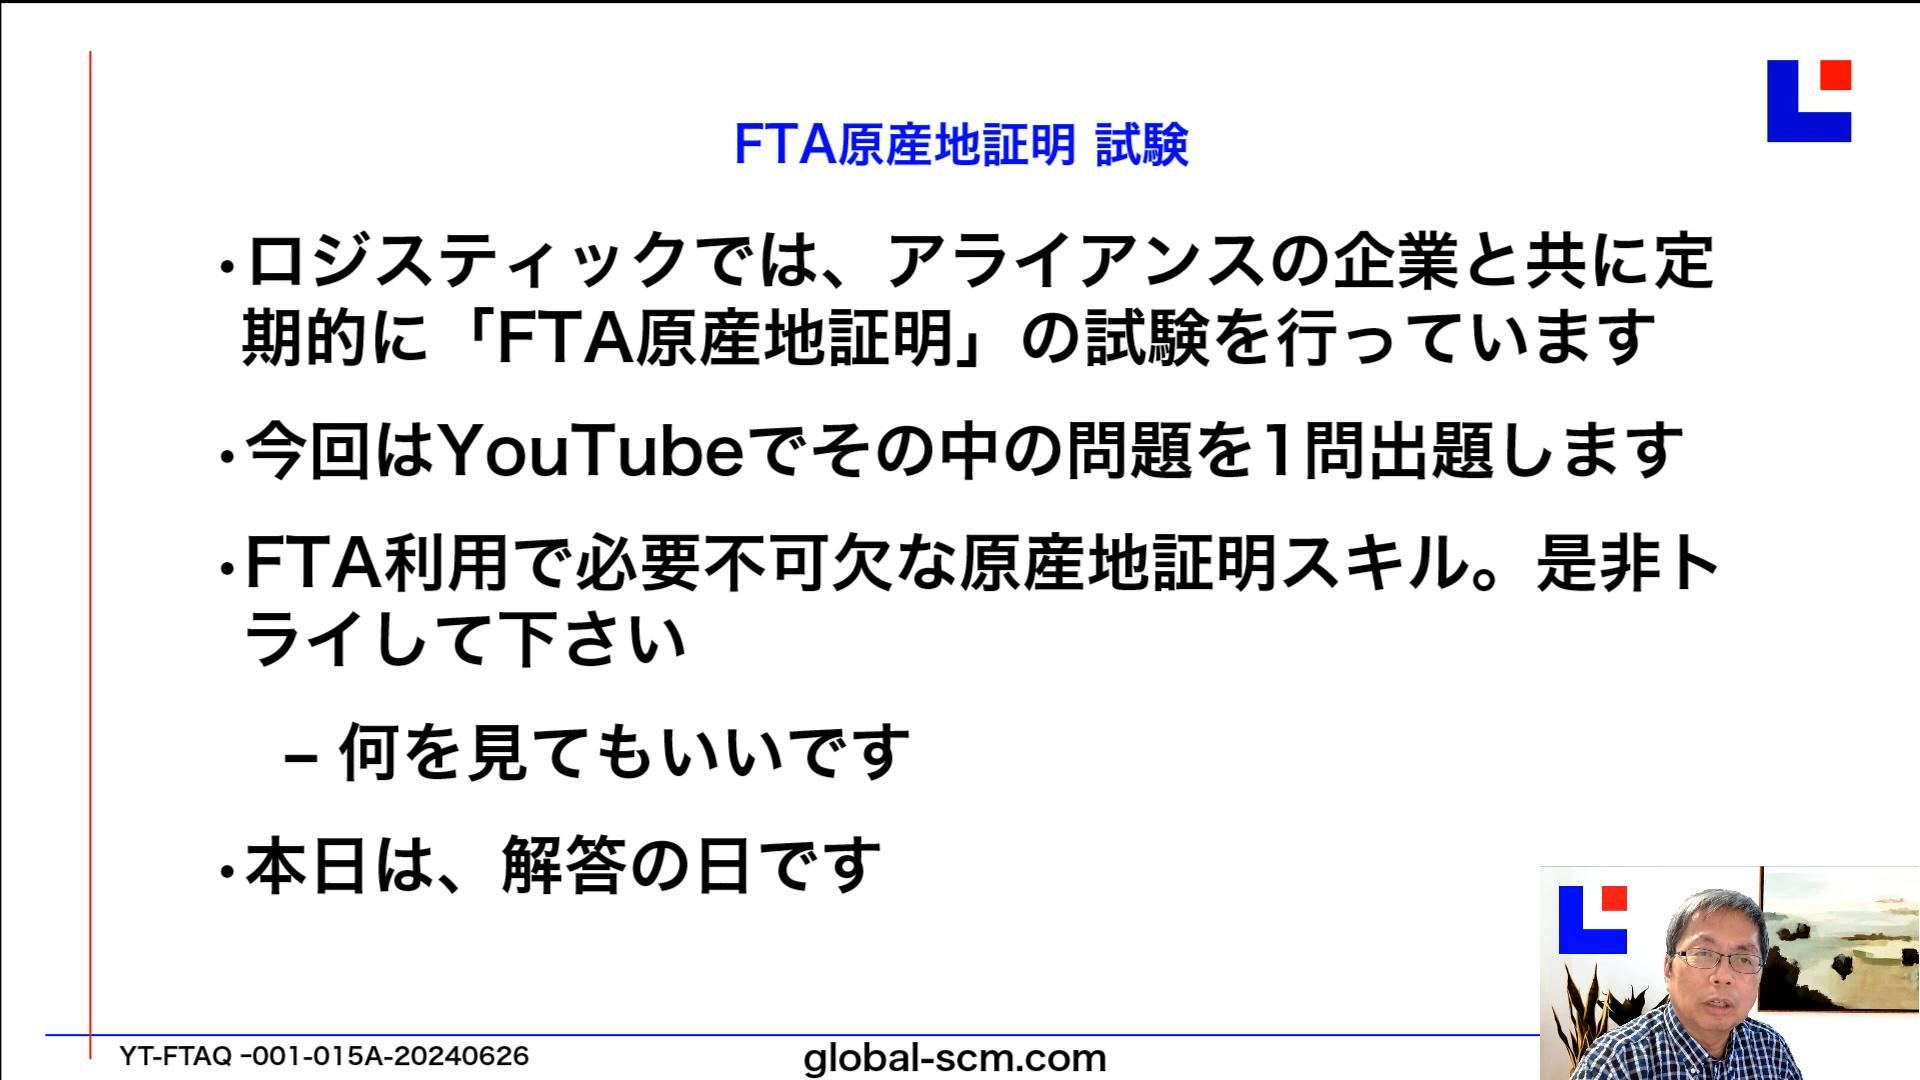 FTA原産地証明 試験
・ロジスティックでは、アライアンスの企業と共に定
期的に「FTA原産地証明」の試験を行っています
・今回はYouTubeでその中の問題を1問出題します
・FTA利用で必要不可欠な原産地証明スキル。是非ト
ライして下さい
– 何を見てもいいです
・本日は、解答の日です
YT-FTAQ -001-015A-20240626
global-scm.com